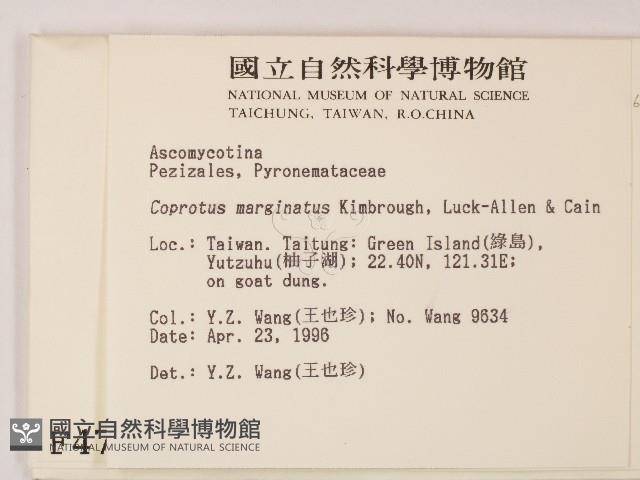 國立自然科學博物館
NATIONAL MUSEUM OF NATURAL SCIENCE
TAICHUNG, TAIWAN, R.O.CHINA
Ascomycotina
Pezizales, Pyronemataceae
Coprotus marginatus Kimbrough, Luck-Allen & Cain
Loc.: Taiwan. Taitung: Green Island(綠島),
Yutzuhu(柚子湖); 22.40N, 121.31E;
on goat dung.
Col.: Y.Z. Wang(王也珍); No. Wang 9634
Date: Apr. 23, 1996
Det.: Y.Z. Wang(王也珍)
國立自然科學博物館
NATIONAL MUSEUM OF NATURAL SCIENCE
F47